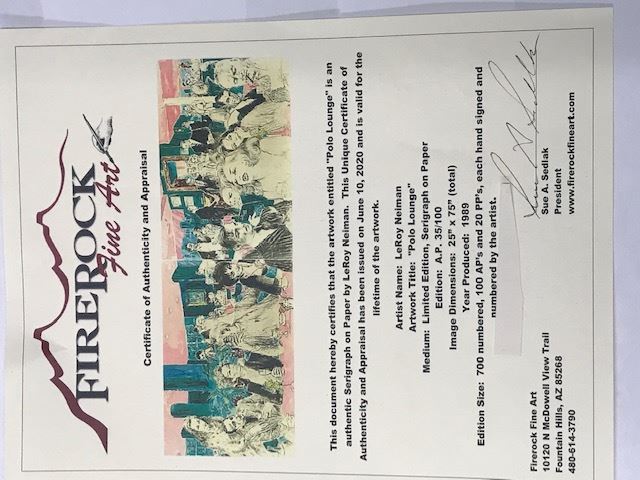 FIREROCK
Fine Art
Certificate of Authenticity and Appraisal
This document hereby certifies that the artwork entitled "Polo Lounge" is an
authentic Serigraph on Paper by LeRoy Neiman. This Unique Certificate of
Authenticity and Appraisal has been issued on June 10, 2020 and is valid for the
lifetime of the artwork.
Artist Name: LeRoy Neiman
Artwork Title: "Polo Lounge"
Medium: Limited Edition, Serigraph on Paper
Edition: A.P. 35/100
Image Dimensions: 25" x 75" (total)
Year Produced: 1989
Edition Size: 700 numbered, 100 AP's and 20 PP's, each hand signed and
numbered by the artist.
Firerock Fine Art
10120 N McDowell View Trail
Fountain Hills, AZ 85268
480-614-3790
Sue A. Sedlak
President
www.firerockfineart.com